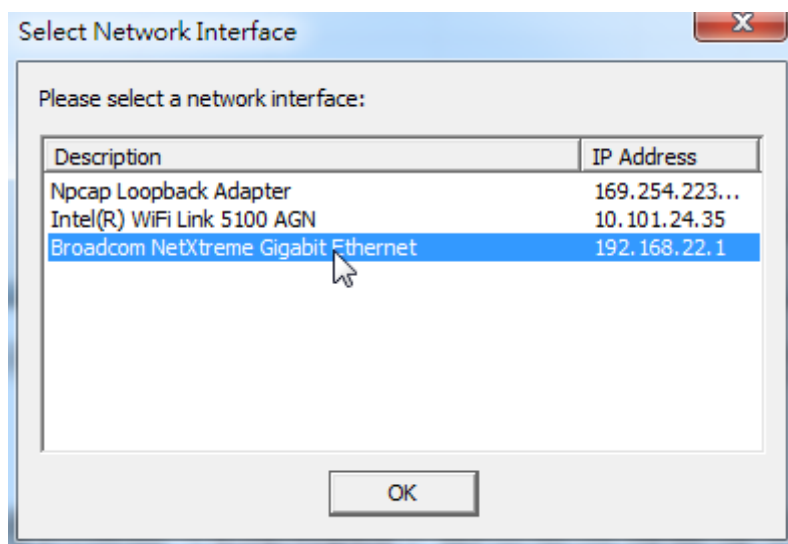 Select Network Interface
Please select a network interface:
Description IP Address
Npcap Loopback Adapter 169.254.223...
Intel(R) WiFi Link 5100 AGN 10.101.24.35
Broadcom NetXtreme Gigabit Ethernet 192.168.22.1
OK